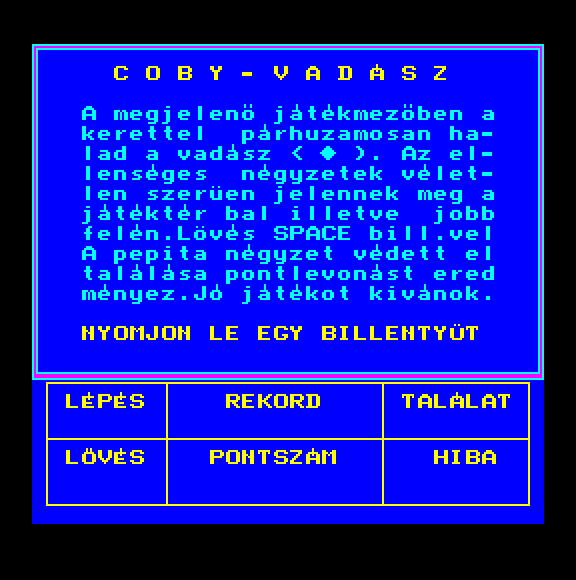 COBY-VADÁSZ
A megjelenö játékmezöben a
kerettel párhuzamosan ha-
lad a vadász < ◆ >. Az el-
lenséges négyzetek vélet-
len szerüen jelennek meg a
játéktér bal illetve jobb
felén.Lövés SPACE bill.vel
A pepita négyzet védett el
találása pontlevonást ered
ményez.Jó játékot kivánok.
NYOMJON LE EGY BILLENTYÜT
LÉPÉS REKORD TALÁLAT
LÖVÉS PONTSZÁM HIBA